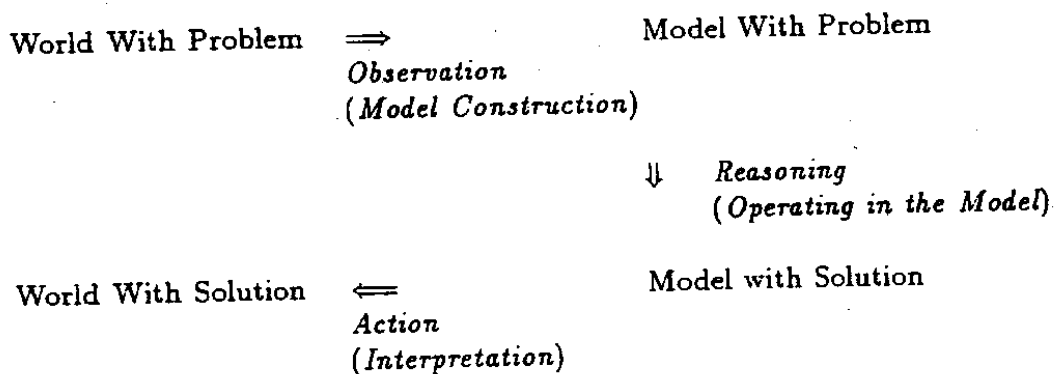 World With Problem ⟹ Model With Problem
Observation
(Model Construction)
⇓ Reasoning
(Operating in the Model)
World With Solution ⟸ Model with Solution
Action
(Interpretation)